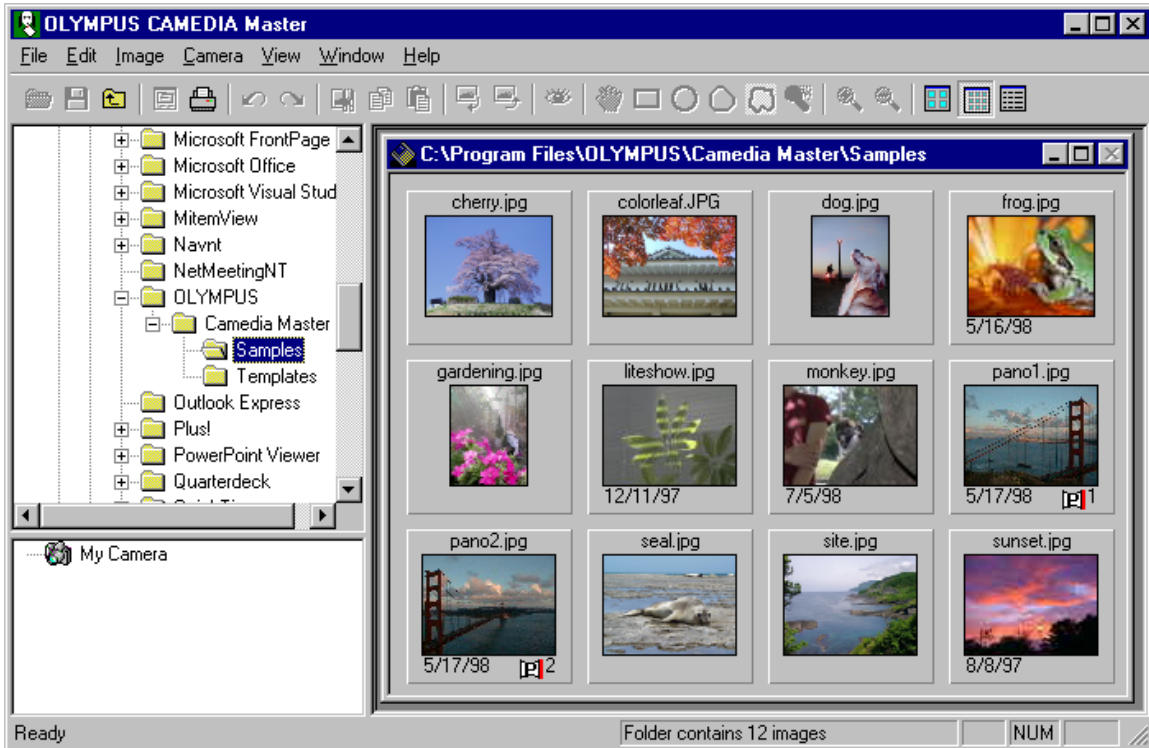 OLYMPUS CAMEDIA Master
File Edit Image Camera View Window Help
Microsoft FrontPage
Microsoft Office
Microsoft Visual Stud
MitemView
Navnt
NetMeetingNT
OLYMPUS
Camedia Master
Samples
Templates
Outlook Express
Plus!
PowerPoint Viewer
Quarterdeck
My Camera
C:\Program Files\OLYMPUS\Camedia Master\Samples
cherry.jpg colorleaf.JPG dog.jpg frog.jpg
5/16/98
gardening.jpg liteshow.jpg monkey.jpg pano1.jpg
12/11/97 7/5/98 5/17/98 [P] 1
pano2.jpg seal.jpg site.jpg sunset.jpg
5/17/98 [P] 2 8/8/97
Ready Folder contains 12 images NUM